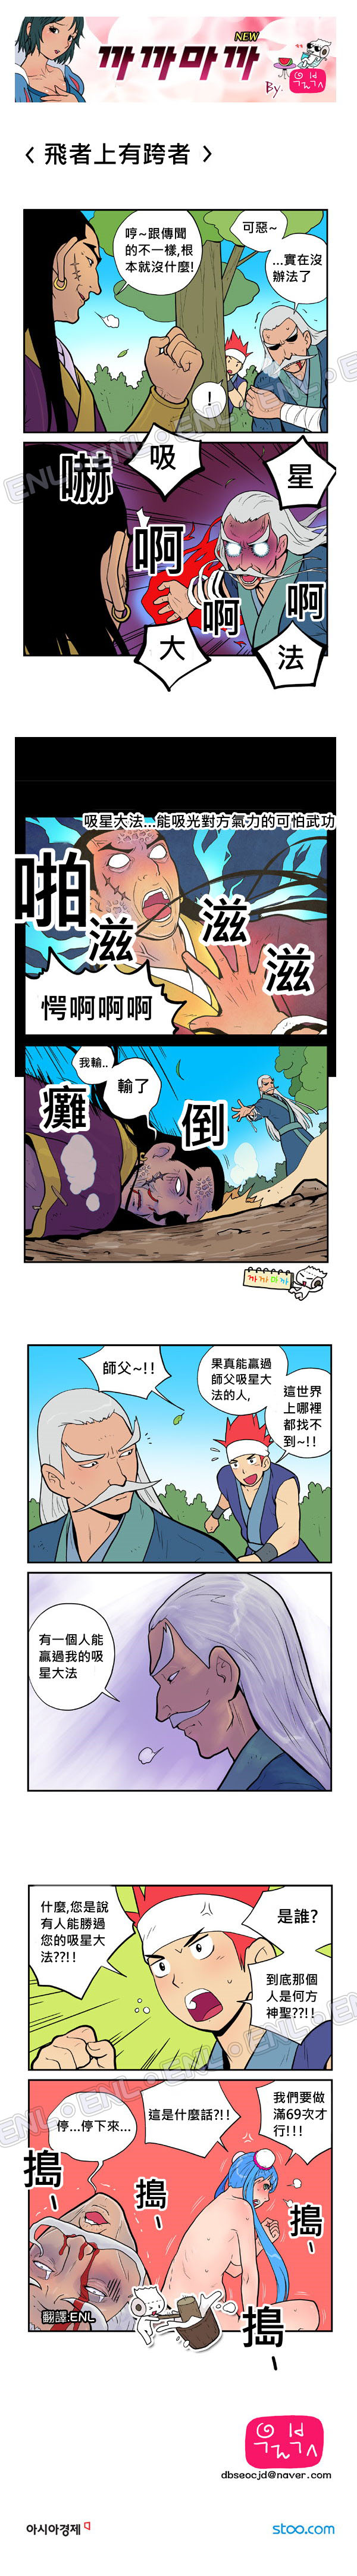 NEW
까까마까
By.
< 飛者上有跨者 >
哼~跟傳聞
的不一樣,根
本就沒什麼!
可惡~
...實在沒
辦法了
!
嚇
吸
星
啊
啊
啊
大
法
吸星大法...能吸光對方氣力的可怕武功
啪
滋
滋
滋
愕啊啊啊
我輸..
輸了
癱
倒
까까마까
師父~!!
果真能贏過
師父吸星大
法的人,
這世界
上哪裡
都找不
到~!!
有一個人能
贏過我的吸
星大法
什麼,您是說
有人能勝過
您的吸星大
法??!!
是誰?
到底那個
人是何方
神聖??!!
停...停下來...
這是什麼話?!!
我們要做
滿69次才
行!!!
搗
搗
搗
搗
翻譯:ENL
ENL
dbseocjd@naver.com
아시아경제
stoo.com